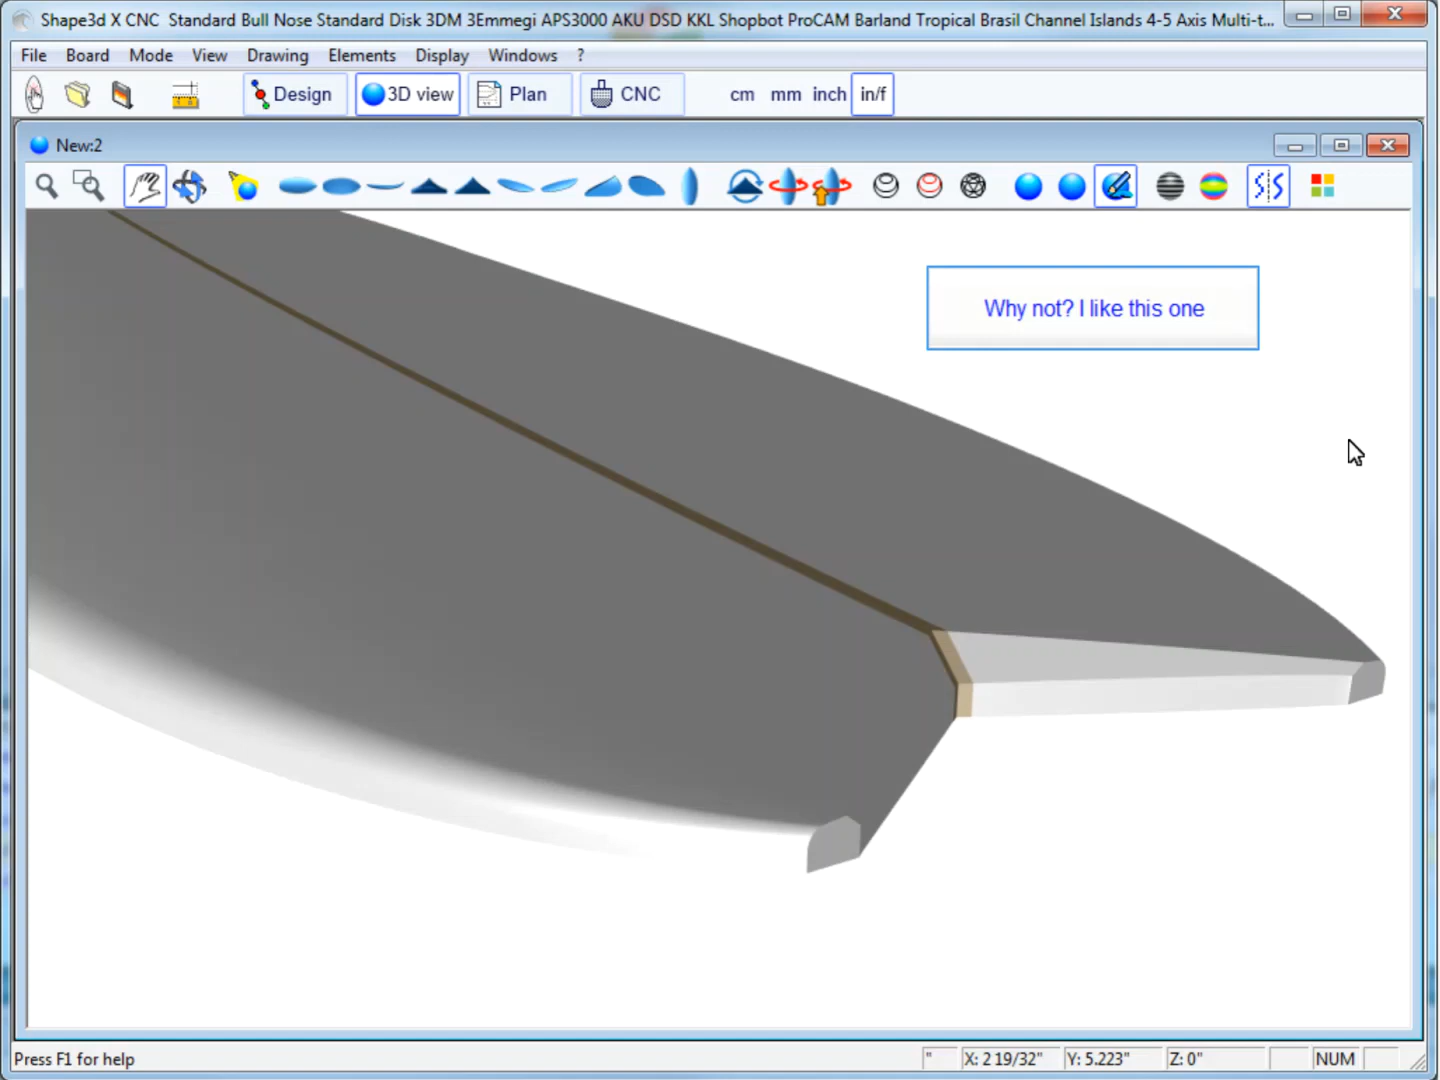 Shape3d X CNC  Standard Bull Nose Standard Disk 3DM 3Emmegi APS3000 AKU DSD KKL Shopbot ProCAM Barland Tropical Brasil Channel Islands 4-5 Axis Multi-t...
File Board Mode View Drawing Elements Display Windows ?
Design 3D view Plan CNC cm mm inch in/f
New:2
Why not? I like this one
Press F1 for help " X: 2 19/32" Y: 5.223" Z: 0" NUM